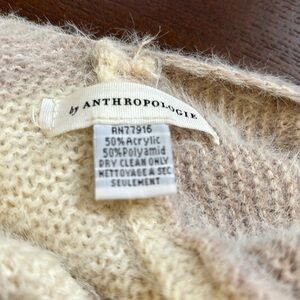 by ANTHROPOLOGIE
RN77916
50% Acrylic
50% Polyamid
DRY CLEAN ONLY
NETTOYAGE A SEC
SEULEMENT